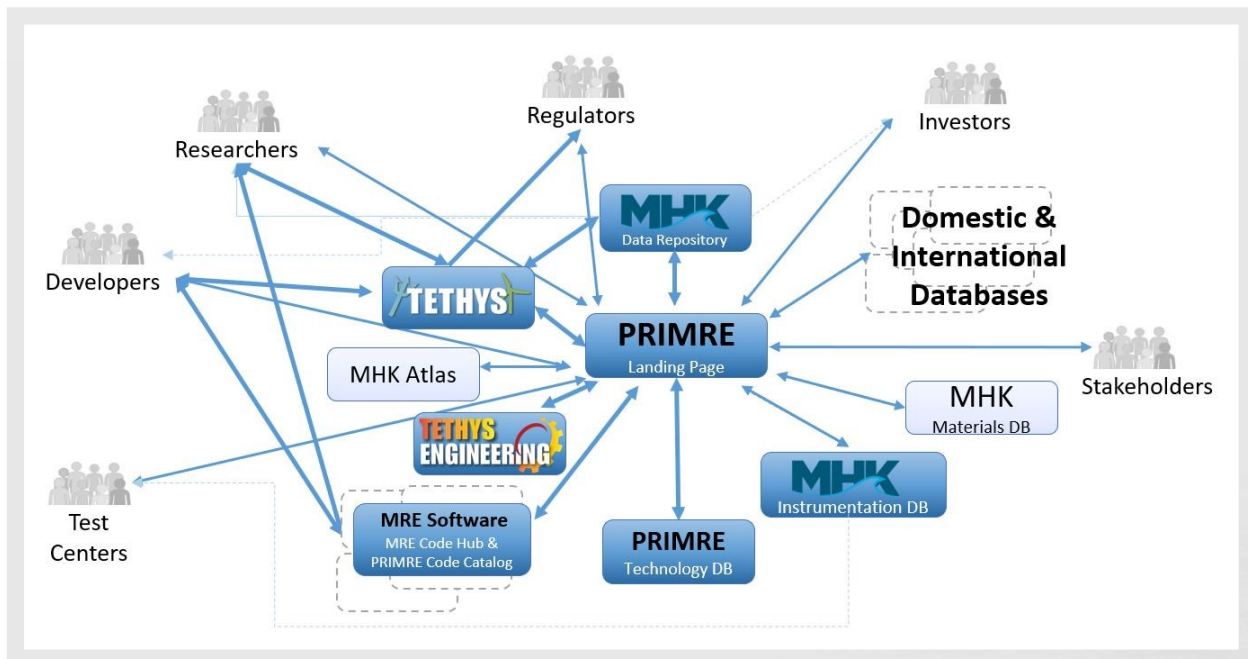 Regulators
Investors
Researchers
MHK
Data Repository
Domestic &
International
Databases
Developers
TETHYS
PRIMRE
Landing Page
MHK Atlas
Stakeholders
MHK
Materials DB
TETHYS
ENGINEERING
MHK
Instrumentation DB
Test
Centers
MRE Software
MRE Code Hub &
PRIMRE Code Catalog
PRIMRE
Technology DB